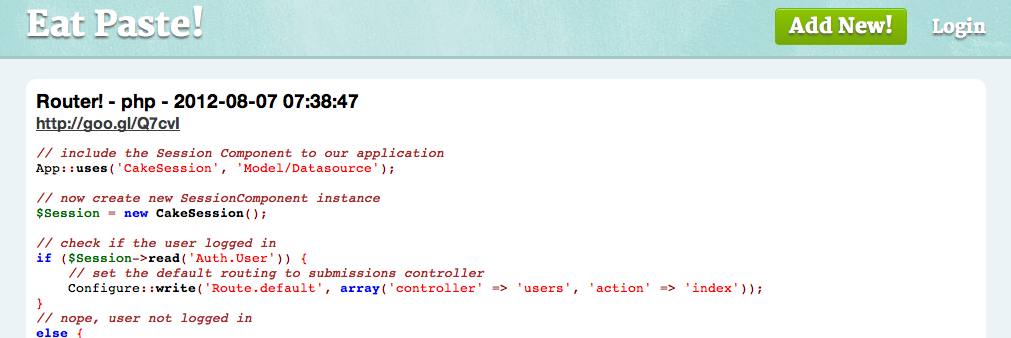 Eat Paste!
Add New!
Login
Router! - php - 2012-08-07 07:38:47
http://goo.gl/Q7cvI
// include the Session Component to our application
App::uses('CakeSession', 'Model/Datasource');
// now create new SessionComponent instance
$Session = new CakeSession();
// check if the user logged in
if ($Session->read('Auth.User')) {
    // set the default routing to submissions controller
    Configure::write('Route.default', array('controller' => 'users', 'action' => 'index'));
}
// nope, user not logged in
else {